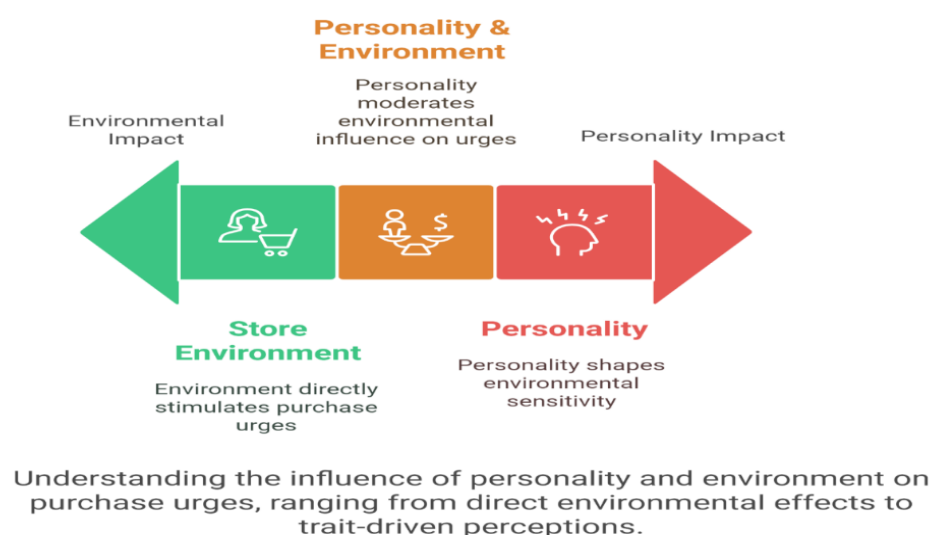 Personality &
Environment
Personality
moderates
environmental
influence on urges
Environmental
Impact
Personality Impact
$
Store
Environment
Environment directly
stimulates purchase
urges
Personality
Personality shapes
environmental
sensitivity
Understanding the influence of personality and environment on
purchase urges, ranging from direct environmental effects to
trait-driven perceptions.